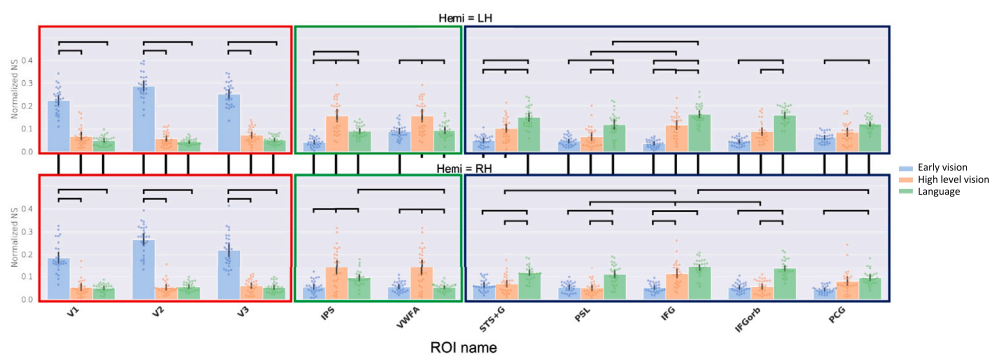 Hemi = LH
Normalized NS
0.4
0.3
0.2
0.1
0.0
Hemi = RH
Normalized NS
0.4
0.3
0.2
0.1
0.0
Early vision
High level vision
Language
V1
V2
V3
IPS
VWFA
STS+G
PSL
IFG
IFGorb
PCG
ROI name